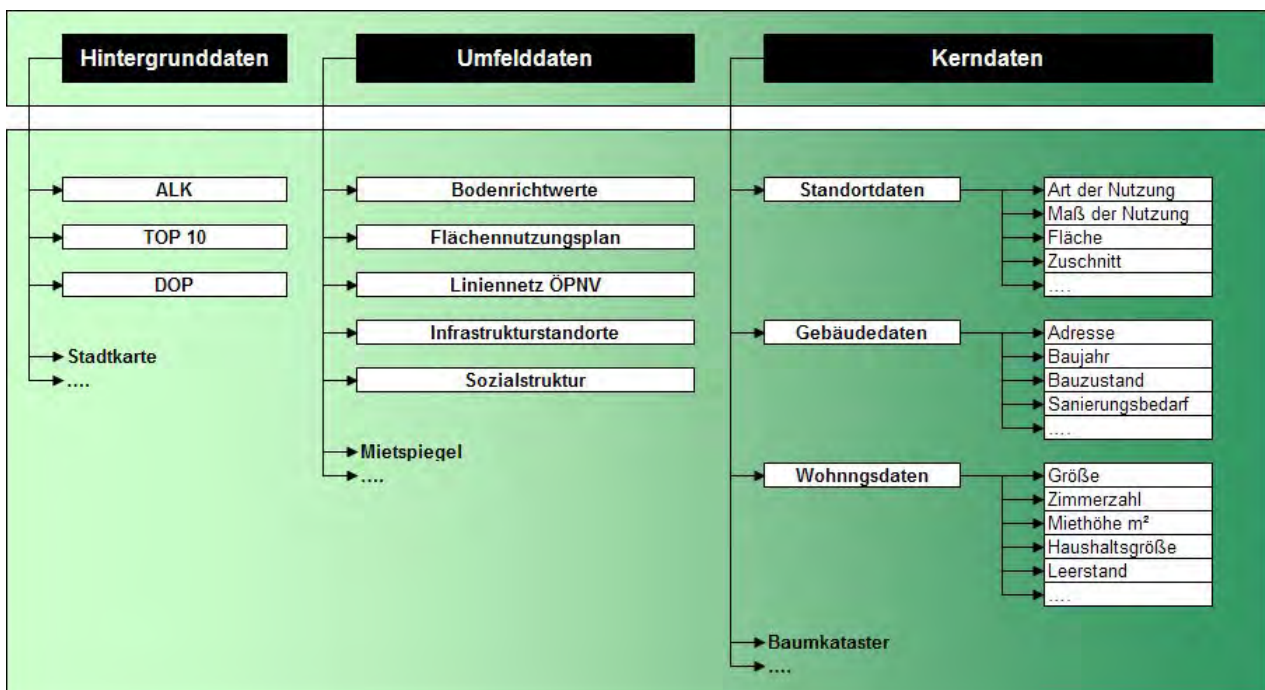 Hintergrunddaten
ALK
TOP 10
DOP
Stadtkarte
....
Umfelddaten
Bodenrichtwerte
Flächennutzungsplan
Liniennetz ÖPNV
Infrastrukturstandorte
Sozialstruktur
Mietspiegel
....
Kerndaten
Standortdaten
Art der Nutzung
Maß der Nutzung
Fläche
Zuschnitt
....
Gebäudedaten
Adresse
Baujahr
Bauzustand
Sanierungsbedarf
....
Wohnngsdaten
Größe
Zimmerzahl
Miethöhe m²
Haushaltsgröße
Leerstand
....
Baumkataster
....